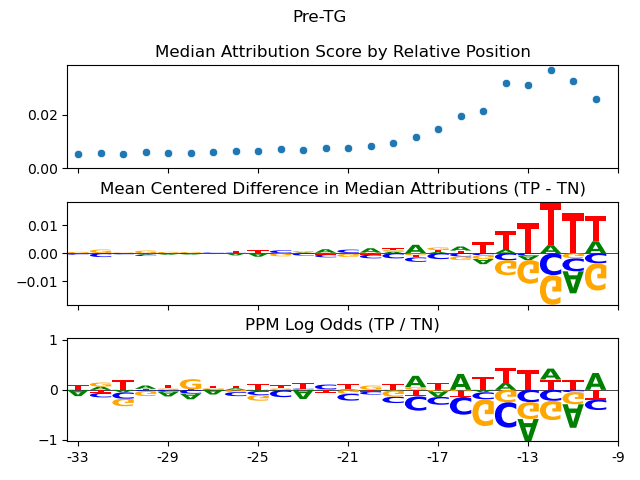 Pre-TG
Median Attribution Score by Relative Position
0.02
0.00
Mean Centered Difference in Median Attributions (TP - TN)
0.01
0.00
−0.01
PPM Log Odds (TP / TN)
1
0
−1
-33 -29 -25 -21 -17 -13 -9